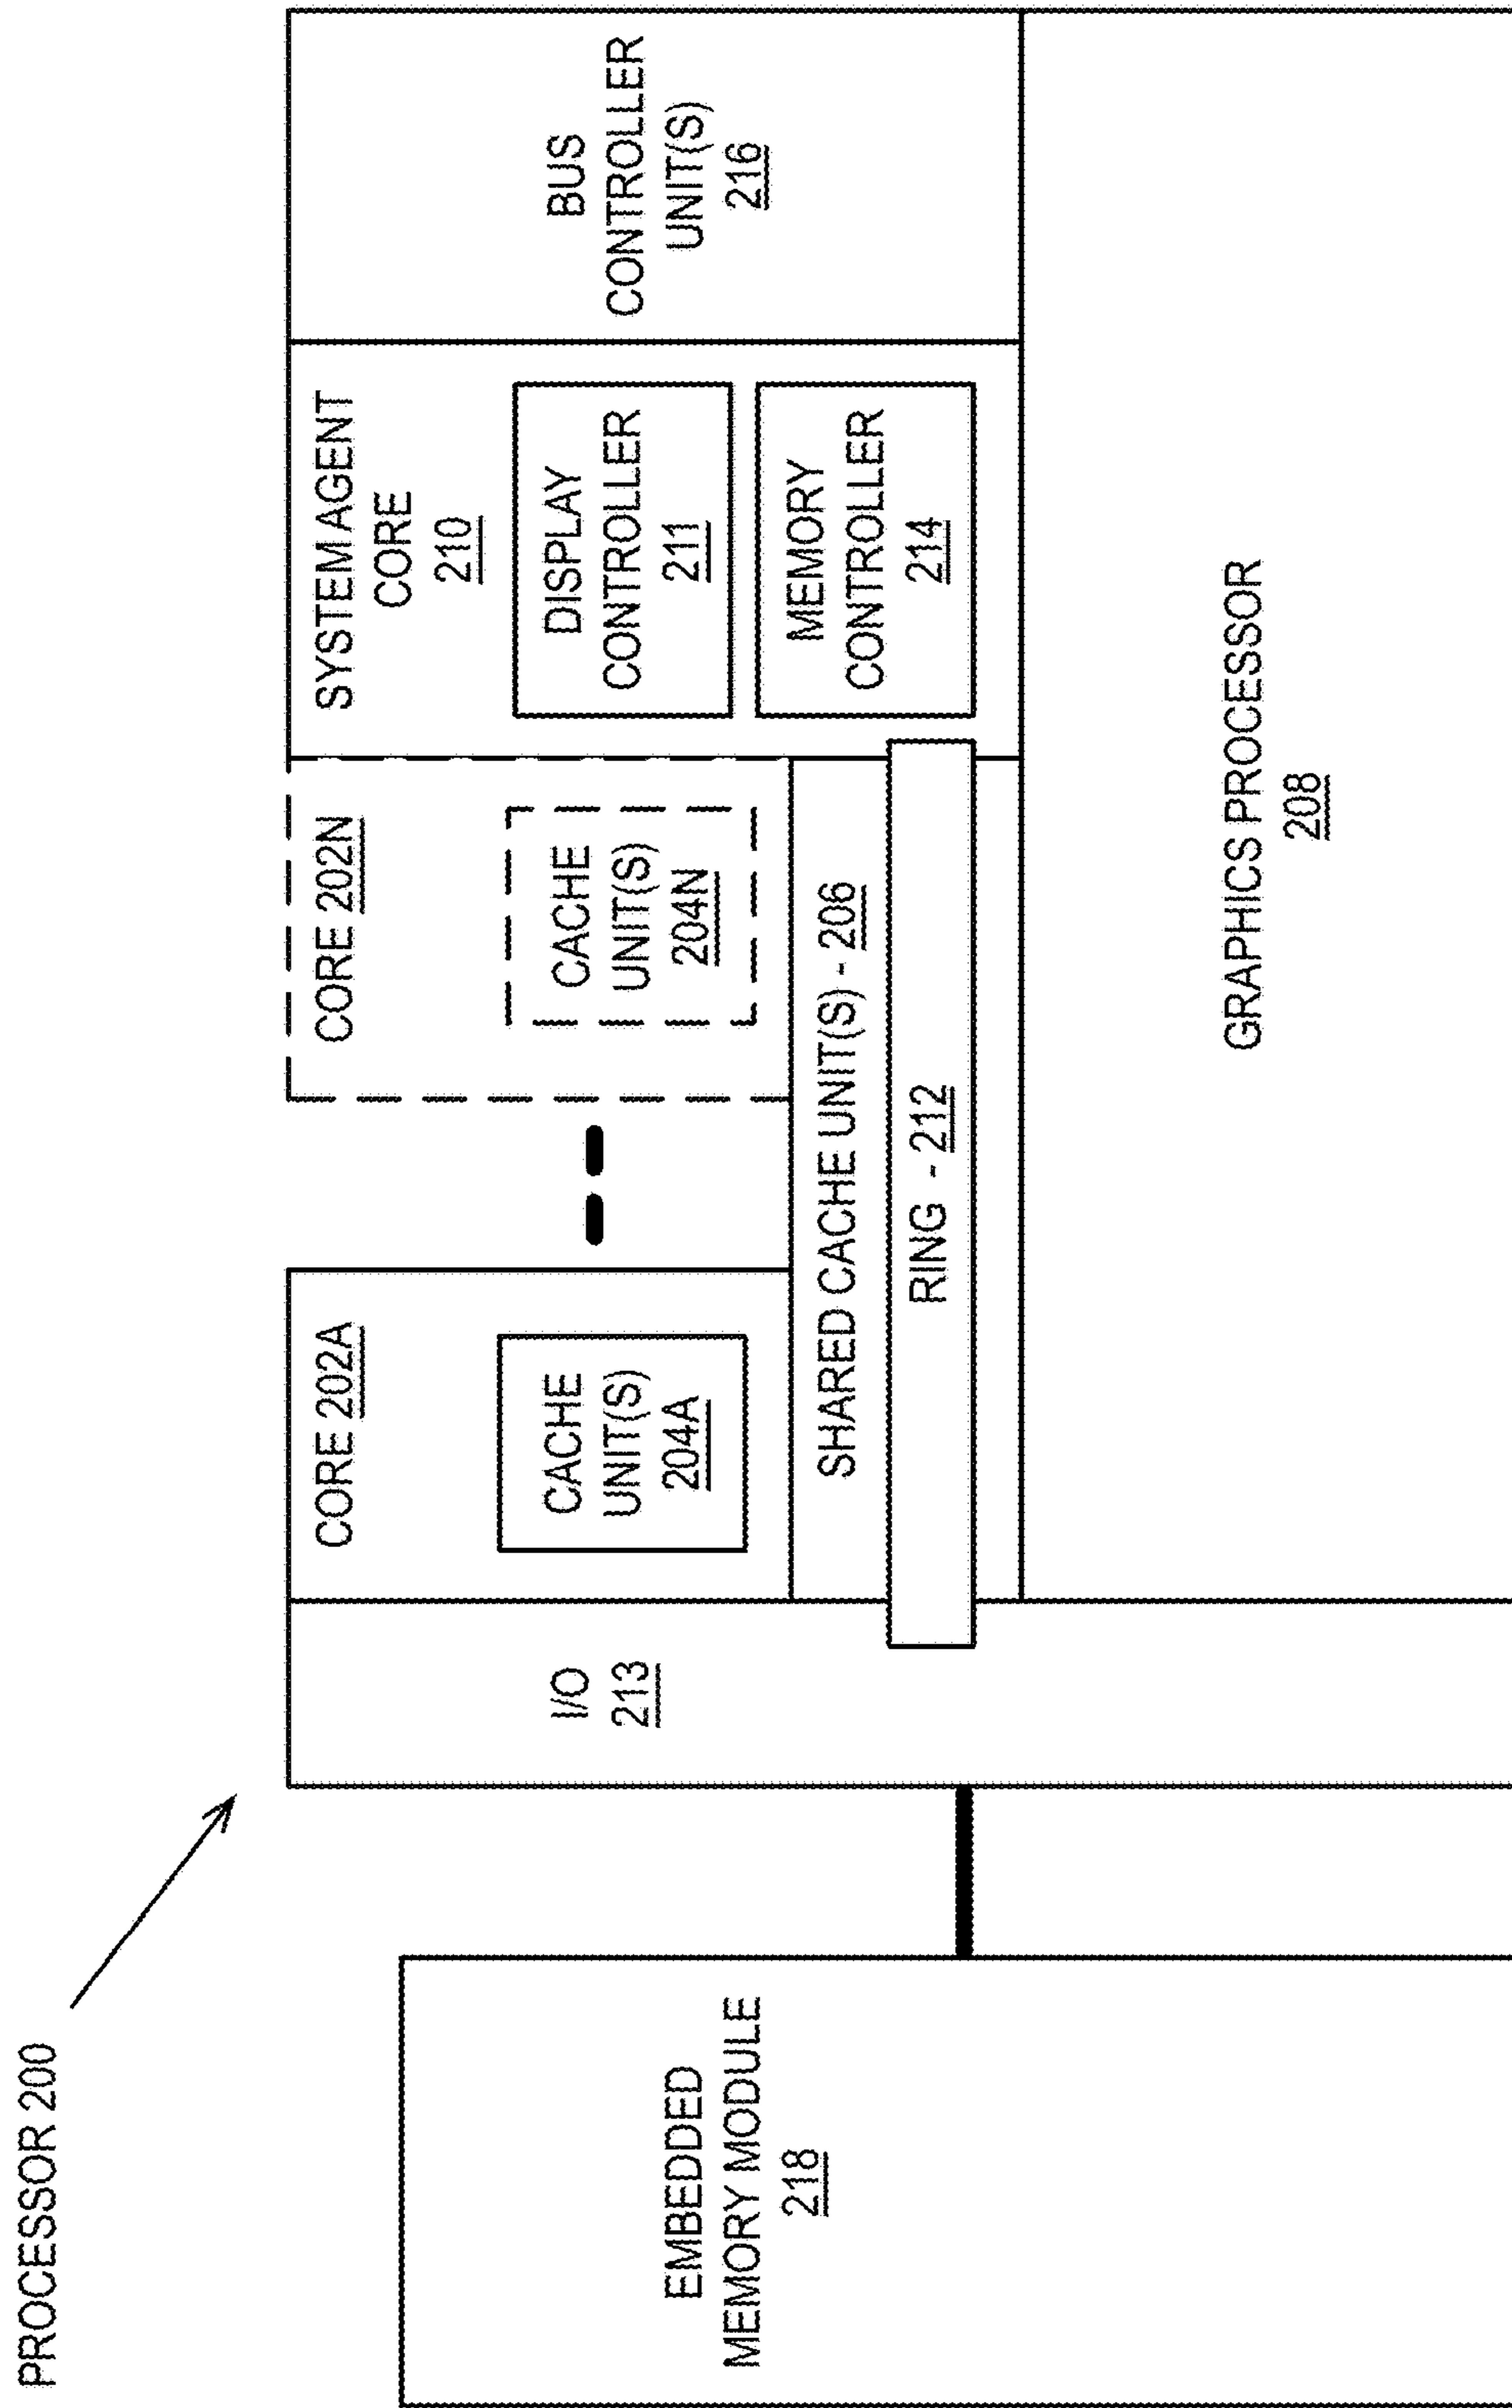 PROCESSOR 200
EMBEDDED
MEMORY MODULE
218
I/O
213
CORE 202A
CACHE
UNIT(S)
204A
CORE 202N
CACHE
UNIT(S)
204N
SHARED CACHE UNIT(S) - 206
RING - 212
SYSTEM AGENT
CORE
210
DISPLAY
CONTROLLER
211
MEMORY
CONTROLLER
214
BUS
CONTROLLER
UNIT(S)
216
GRAPHICS PROCESSOR
208